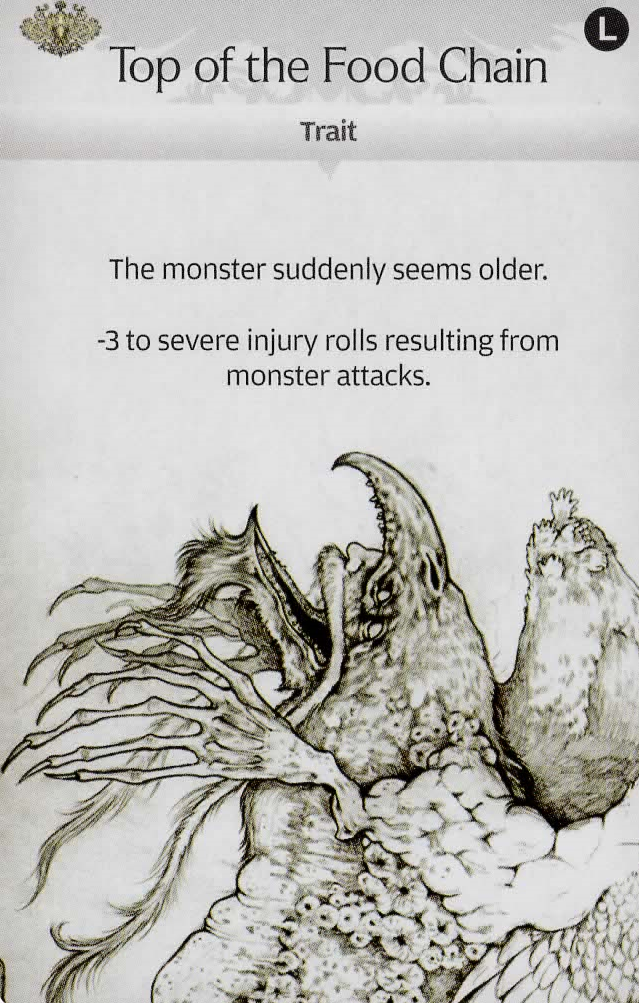 L
Top of the Food Chain
Trait
The monster suddenly seems older.
-3 to severe injury rolls resulting from
monster attacks.